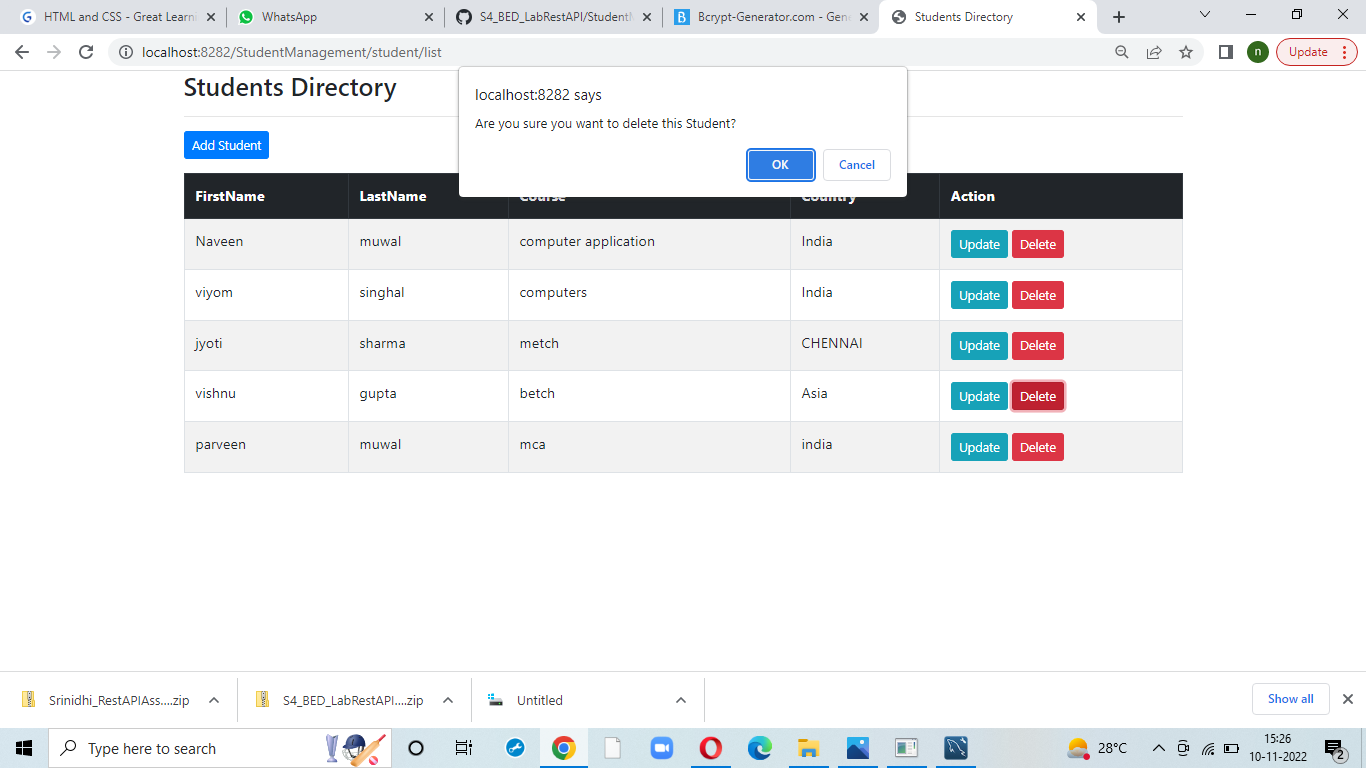 HTML and CSS - Great Learni
WhatsApp
S4_BED_LabRestAPI/StudentM
Bcrypt-Generator.com - Gene
Students Directory
localhost:8282/StudentManagement/student/list
n
Update
Students Directory
localhost:8282 says
Are you sure you want to delete this Student?
OK Cancel
Add Student
FirstName LastName Course Country Action
Naveen muwal computer application India Update Delete
viyom singhal computers India Update Delete
jyoti sharma metch CHENNAI Update Delete
vishnu gupta betch Asia Update Delete
parveen muwal mca india Update Delete
Srinidhi_RestAPIAss....zip S4_BED_LabRestAPI....zip Untitled Show all
Type here to search
28°C
15:26
10-11-2022
2